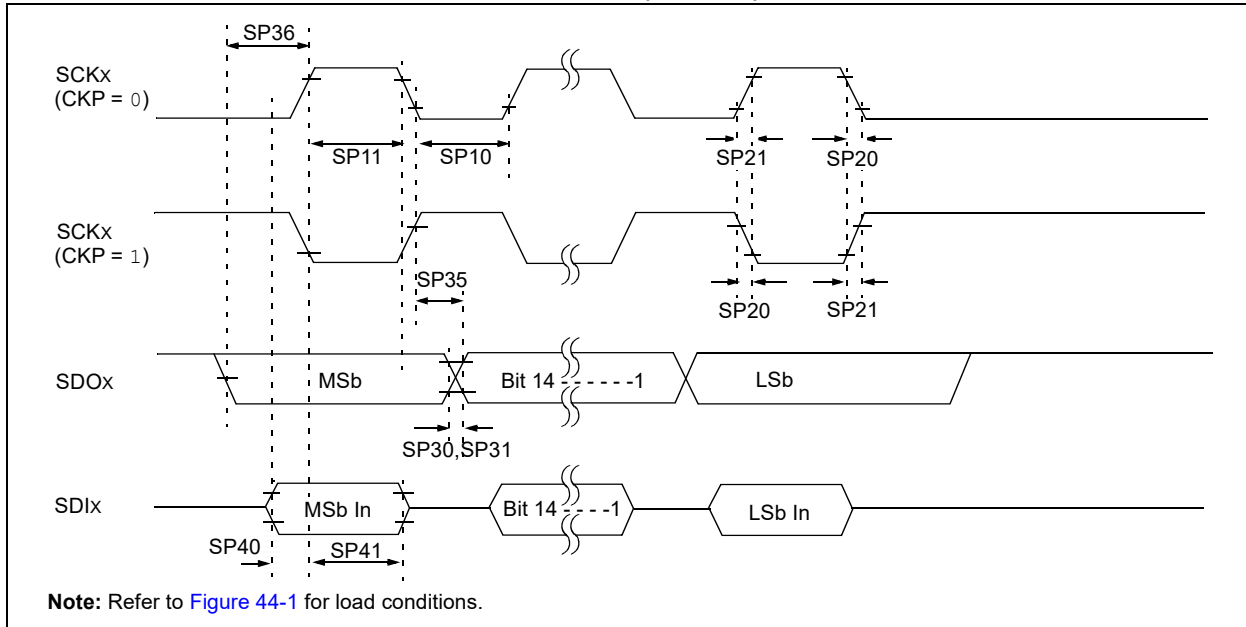 SP36
SCKx
(CKP = 0)
SP11
SP10
SP21
SP20
SCKx
(CKP = 1)
SP35
SP20
SP21
SDOx
MSb
Bit 14 - - - - - -1
LSb
SP30,SP31
SDIx
MSb In
Bit 14 - - - -1
LSb In
SP40
SP41
Note: Refer to Figure 44-1 for load conditions.